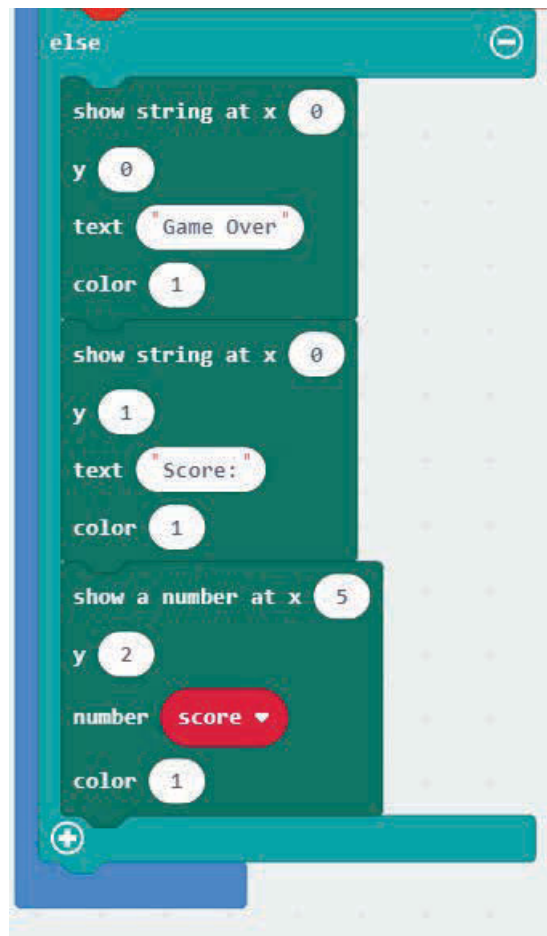 else
show string at x 0
y 0
text "Game Over"
color 1
show string at x 0
y 1
text "Score:"
color 1
show a number at x 5
y 2
number score
color 1